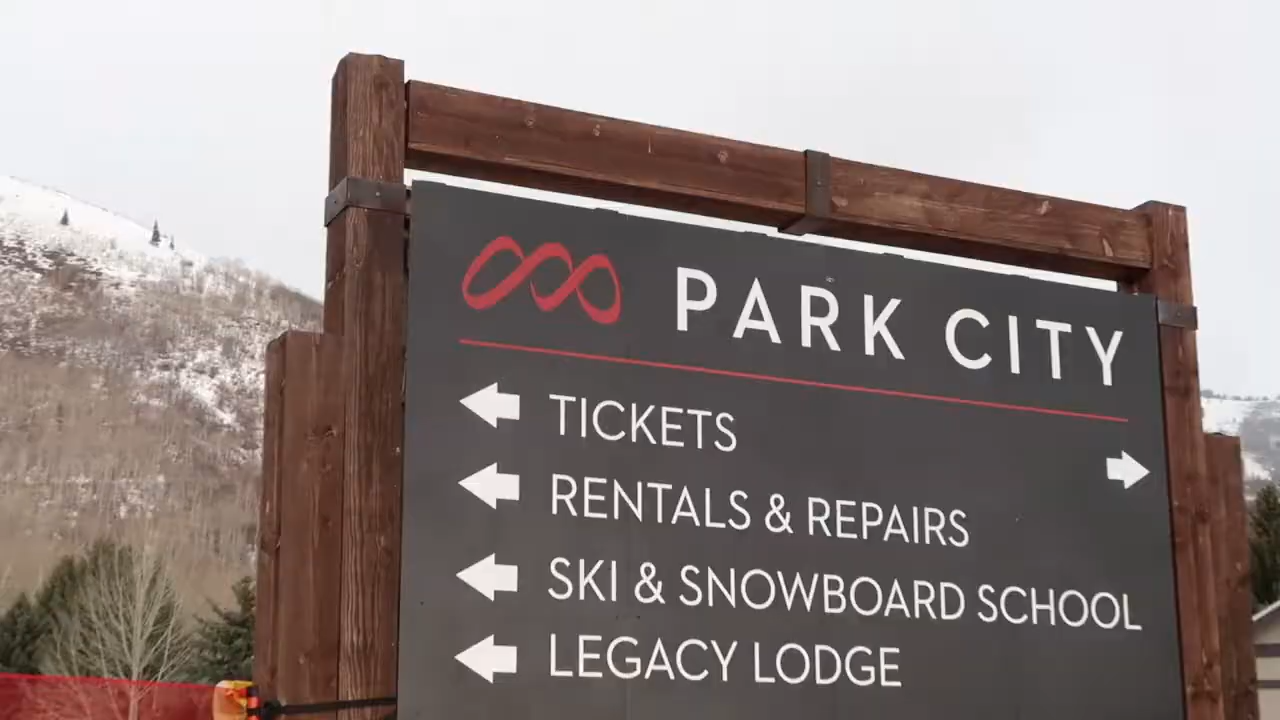 PARK CITY
TICKETS
RENTALS & REPAIRS
SKI & SNOWBOARD SCHOOL
LEGACY LODGE